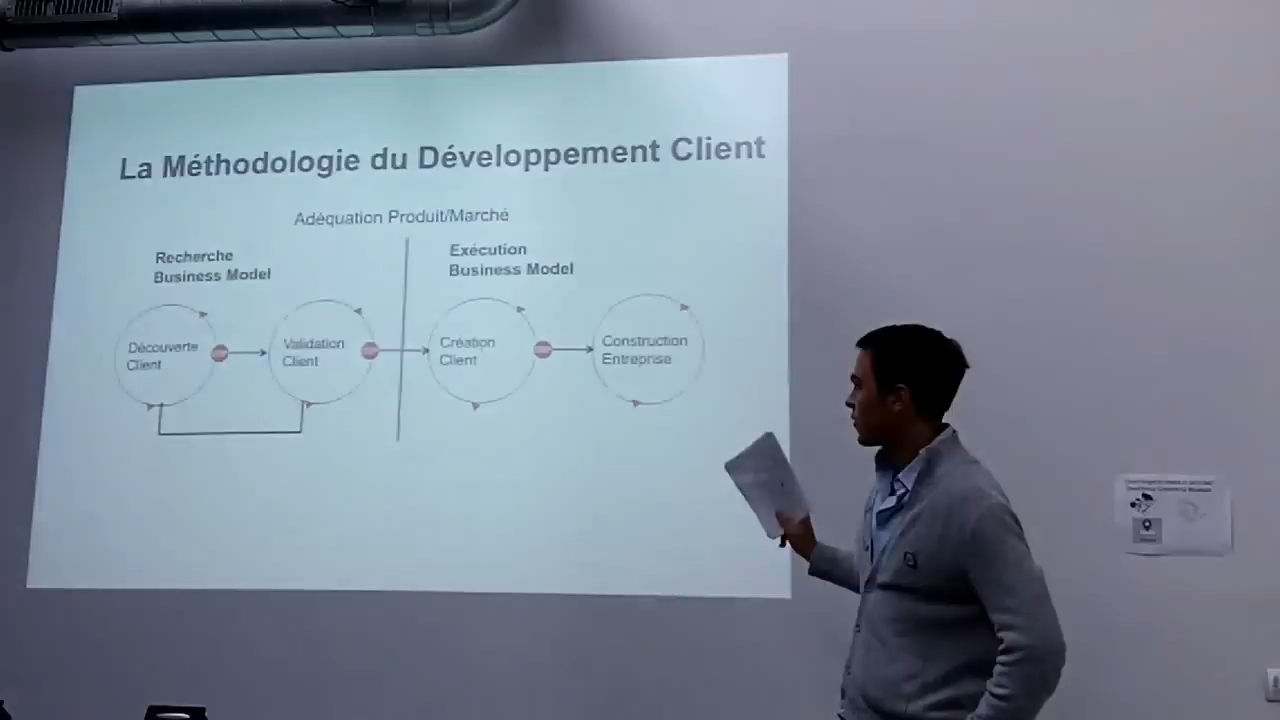 La Méthodologie du Développement Client
Adéquation Produit/Marché
Recherche
Business Model
Exécution
Business Model
Découverte
Client
Validation
Client
Création
Client
Construction
Entreprise